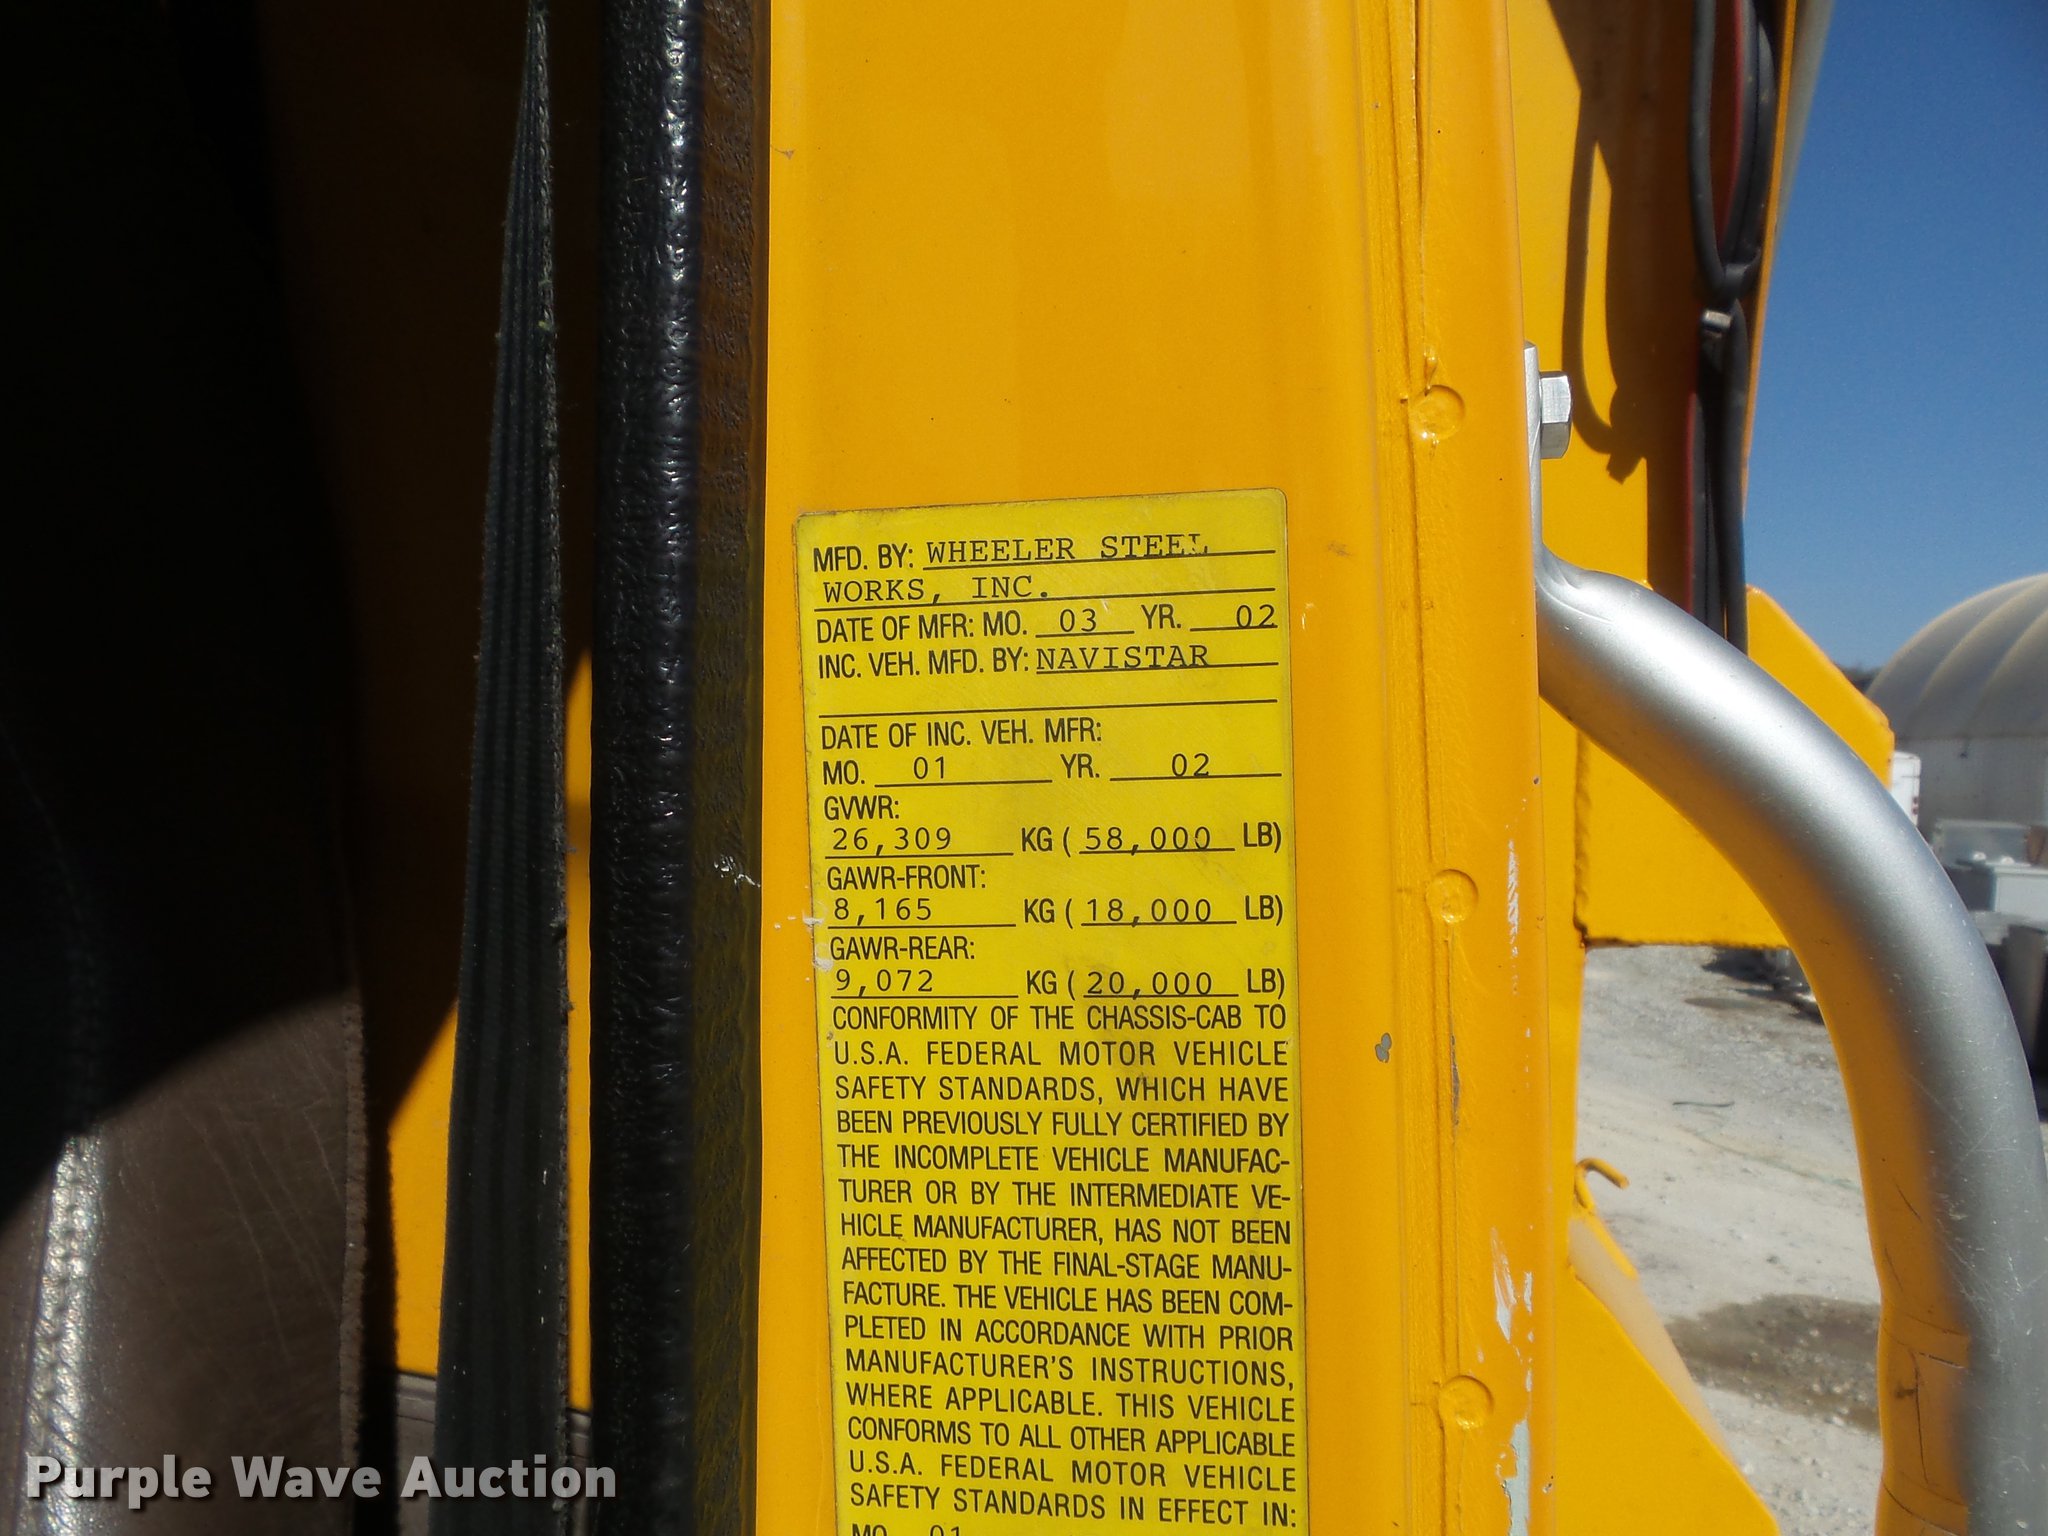 MFD. BY: WHEELER STEEL
WORKS, INC.
DATE OF MFR: MO. 03 YR. 02
INC. VEH. MFD. BY: NAVISTAR
DATE OF INC. VEH. MFR:
MO. 01 YR. 02
GVWR:
26,309 KG ( 58,000 LB)
GAWR-FRONT:
8,165 KG ( 18,000 LB)
GAWR-REAR:
9,072 KG ( 20,000 LB)
CONFORMITY OF THE CHASSIS-CAB TO
U.S.A. FEDERAL MOTOR VEHICLE
SAFETY STANDARDS, WHICH HAVE
BEEN PREVIOUSLY FULLY CERTIFIED BY
THE INCOMPLETE VEHICLE MANUFAC-
TURER OR BY THE INTERMEDIATE VE-
HICLE MANUFACTURER, HAS NOT BEEN
AFFECTED BY THE FINAL-STAGE MANU-
FACTURE. THE VEHICLE HAS BEEN COM-
PLETED IN ACCORDANCE WITH PRIOR
MANUFACTURER'S INSTRUCTIONS,
WHERE APPLICABLE. THIS VEHICLE
CONFORMS TO ALL OTHER APPLICABLE
U.S.A. FEDERAL MOTOR VEHICLE
SAFETY STANDARDS IN EFFECT IN:
MO. 01
Purple Wave Auction